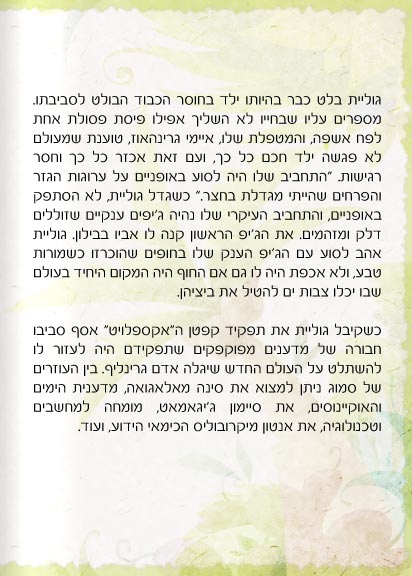 גוליית בלט כבר בהיותו ילד בחוסר הכבוד הבולט לסביבתו.
מספרים עליו שבחייו לא השליך אפילו פיסת פסולת אחת
לפח אשפה, והמטפלת שלו, איימי גרינהאוז, טוענת שמעולם
לא פגשה ילד חכם כל כך, ועם זאת אכזר כל כך וחסר
רגישות. "התחביב שלו היה לסוע באופניים על ערוגות הגזר
והפרחים שהייתי מגדלת בחצר." כשגדל גוליית, לא הסתפק
באופניים, והתחביב העיקרי שלו נהיה ג'יפים ענקיים שזוללים
דלק ומזהמים. את הג'יפ הראשון קנה לו אביו בבילון. גוליית
אהב לסוע עם הג'יפ הענק שלו בחופים שהוכרזו כשמורות
טבע, ולא אכפת היה לו גם אם החוף היה המקום היחיד בעולם
שבו יכלו צבות ים להטיל את ביציהן.
כשקיבל גוליית את תפקיד קפטן ה"אקספלויט" אסף סביבו
חבורה של מדענים מפוקפקים שתפקידם היה לעזור לו
להשתלט על העולם החדש שיגלה אדם גרינליף. בין העוזרים
של סמוג ניתן למצוא את סינה מאלאגואה, מדענית הימים
והאוקיינוסים, את סיימון ג'יגאמאט, מומחה למחשבים
וטכנולוגיה, את אנטון מיקרובוליס הכימאי הידוע, ועוד.